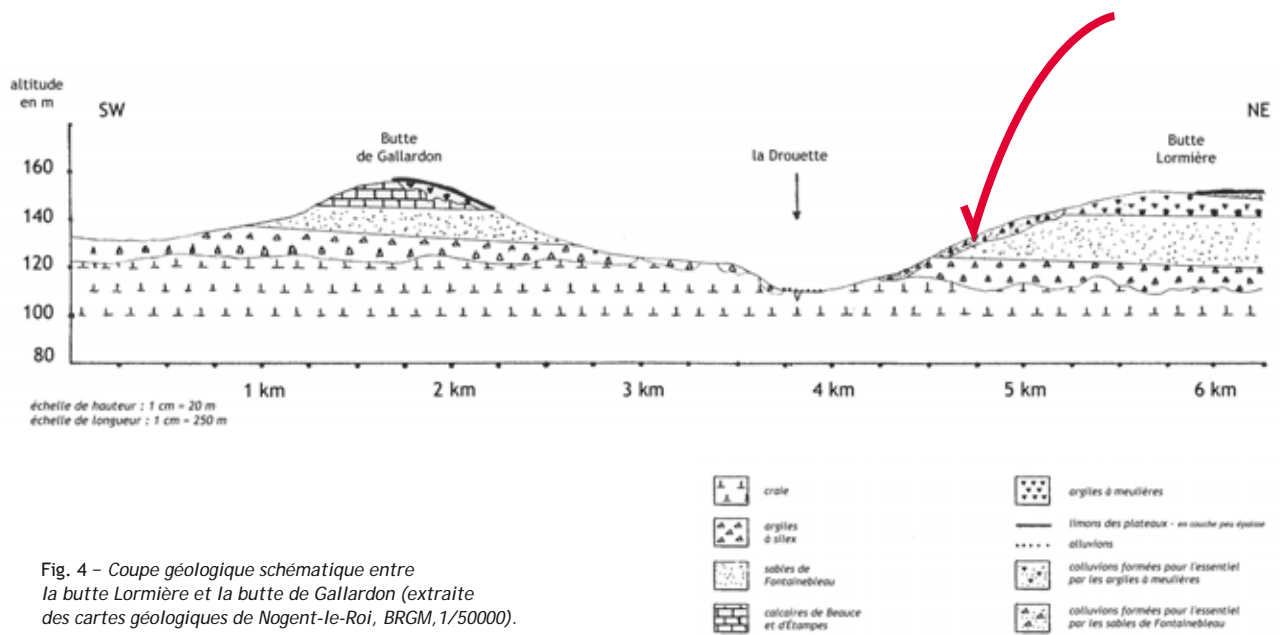 altitude
en m
SW
NE
Butte
de Gallardon
la Drouette
Butte
Lormière
160
140
120
100
80
1 km
2 km
3 km
4 km
5 km
6 km
échelle de hauteur : 1 cm = 20 m
échelle de longueur : 1 cm = 250 m
craie
argiles
à silex
sables de
Fontainebleau
calcaires de Beauce
et d'Étampes
argiles à meulières
limons des plateaux - en couche peu épaisse
alluvions
colluvions formées pour l'essentiel
par les argiles à meulières
colluvions formées pour l'essentiel
par les sables de Fontainebleau
Fig. 4 – Coupe géologique schématique entre
la butte Lormière et la butte de Gallardon (extraite
des cartes géologiques de Nogent-le-Roi, BRGM,1/50000).